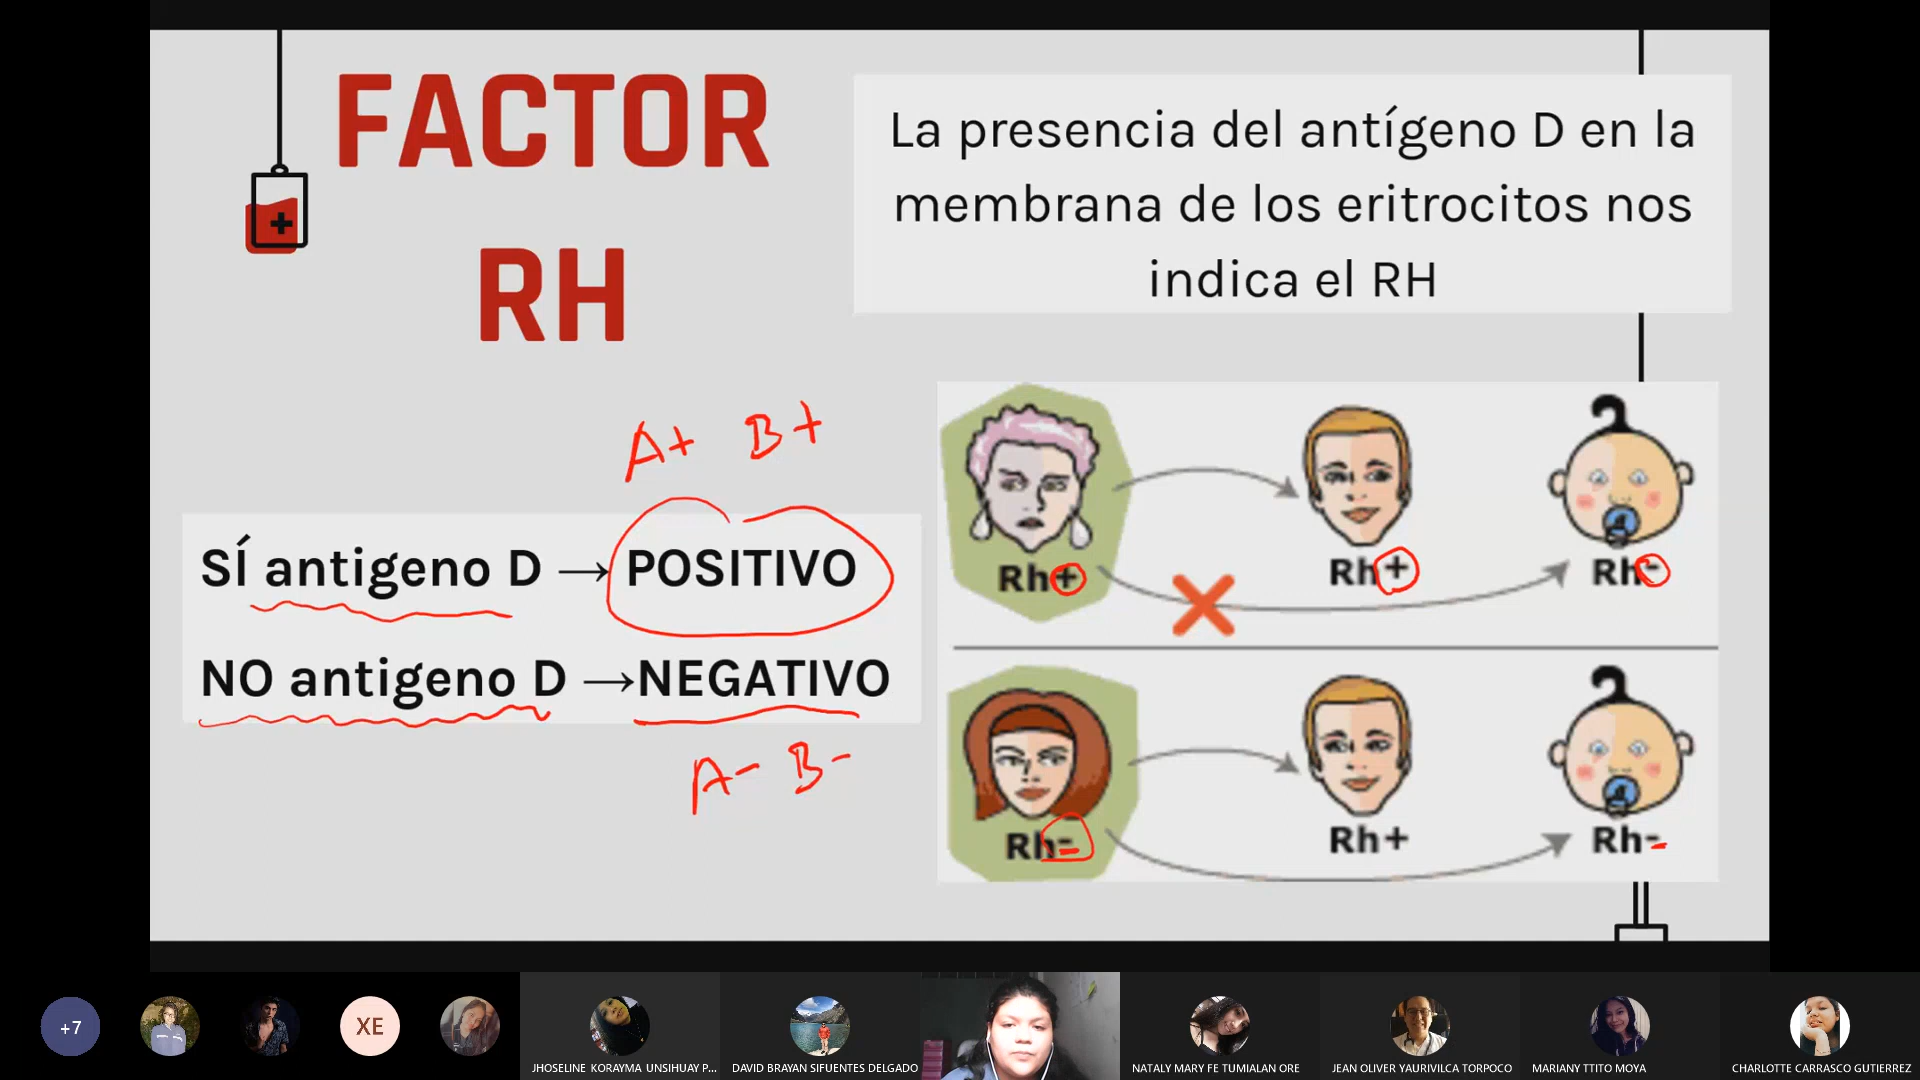 FACTOR
RH
La presencia del antígeno D en la
membrana de los eritrocitos nos
indica el RH
A+ B+
SÍ antigeno D → POSITIVO
NO antigeno D →NEGATIVO
A- B-
Rh+
Rh+
Rh-
Rh-
Rh+
Rh-
+7
XE
JHOSELINE KORAYMA UNSIHUAY P...
DAVID BRAYAN SIFUENTES DELGADO
NATALY MARY FE TUMIALAN ORE
JEAN OLIVER YAURIVILCA TORPOCO
MARIANY TTITO MOYA
CHARLOTTE CARRASCO GUTIERREZ